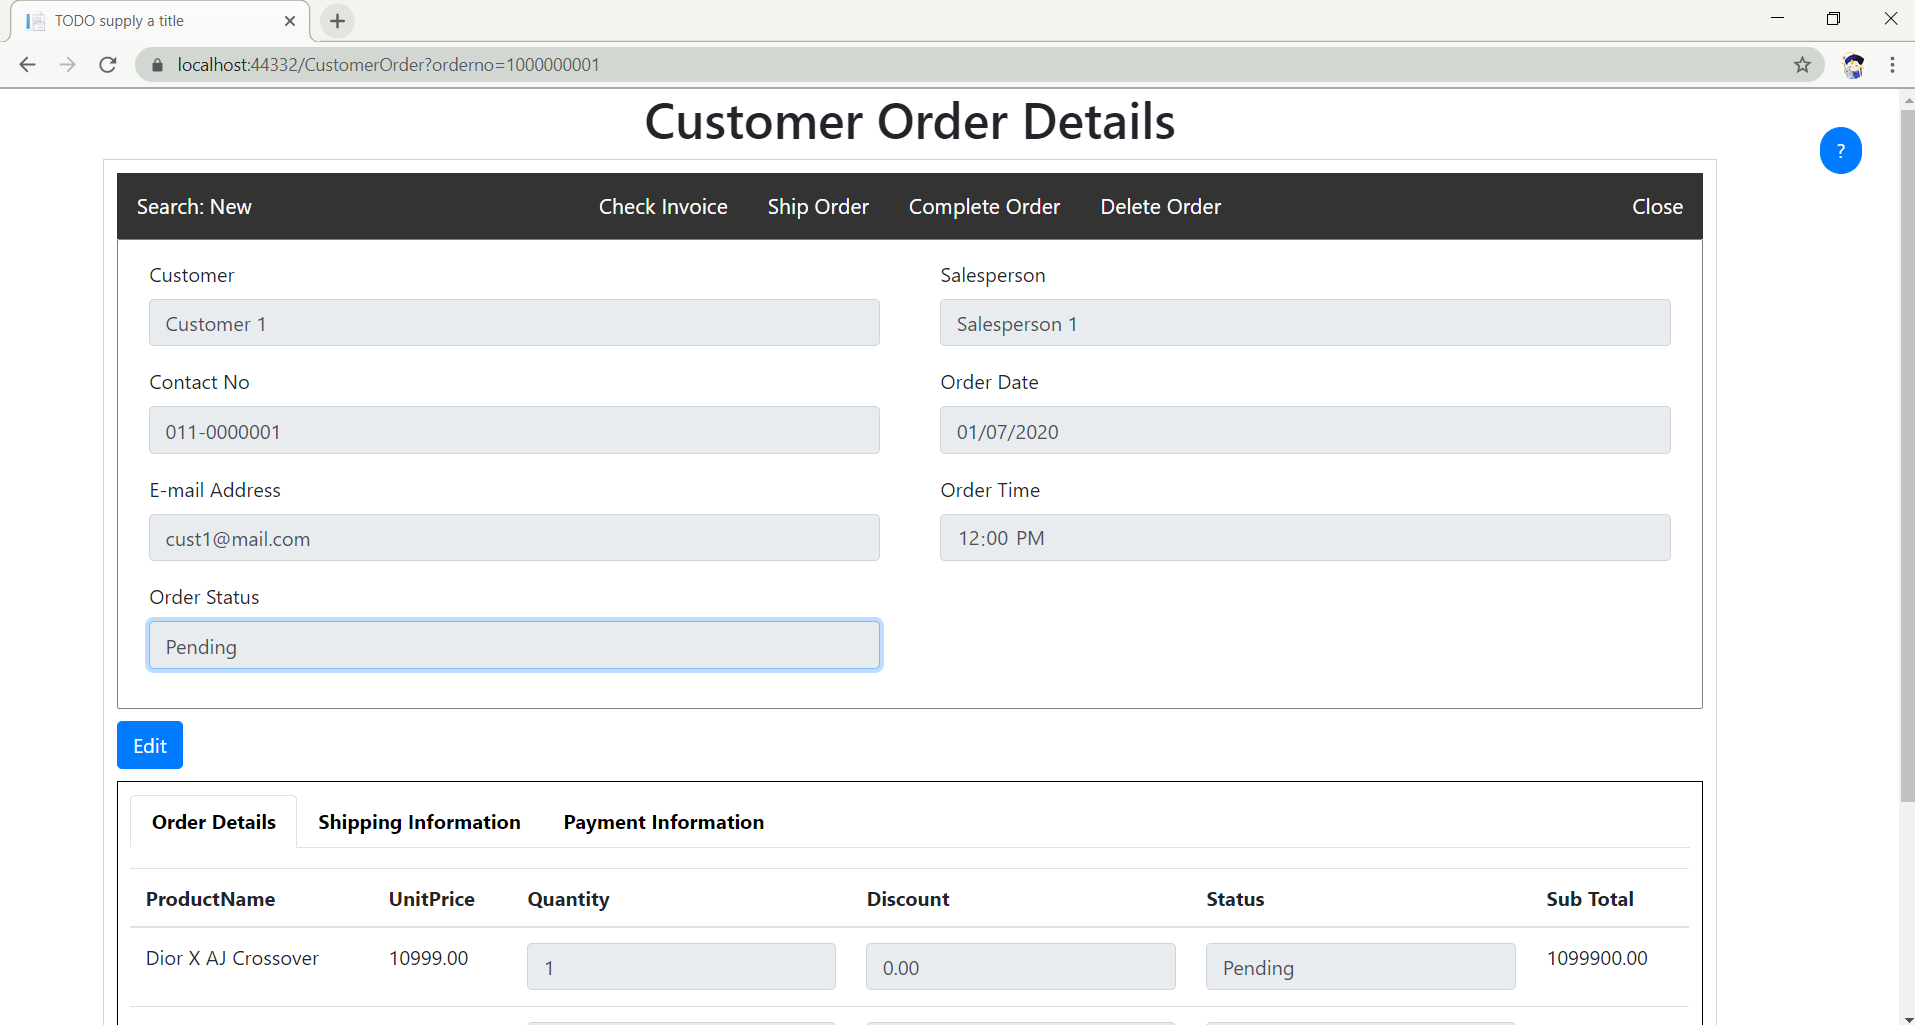 TODO supply a title
localhost:44332/CustomerOrder?orderno=1000000001
Customer Order Details
?
Search: New Check Invoice Ship Order Complete Order Delete Order Close
Customer Salesperson
Customer 1 Salesperson 1
Contact No Order Date
011-0000001 01/07/2020
E-mail Address Order Time
cust1@mail.com 12:00 PM
Order Status
Pending
Edit
Order Details Shipping Information Payment Information
ProductName UnitPrice Quantity Discount Status Sub Total
Dior X AJ Crossover 10999.00 1 0.00 Pending 1099900.00